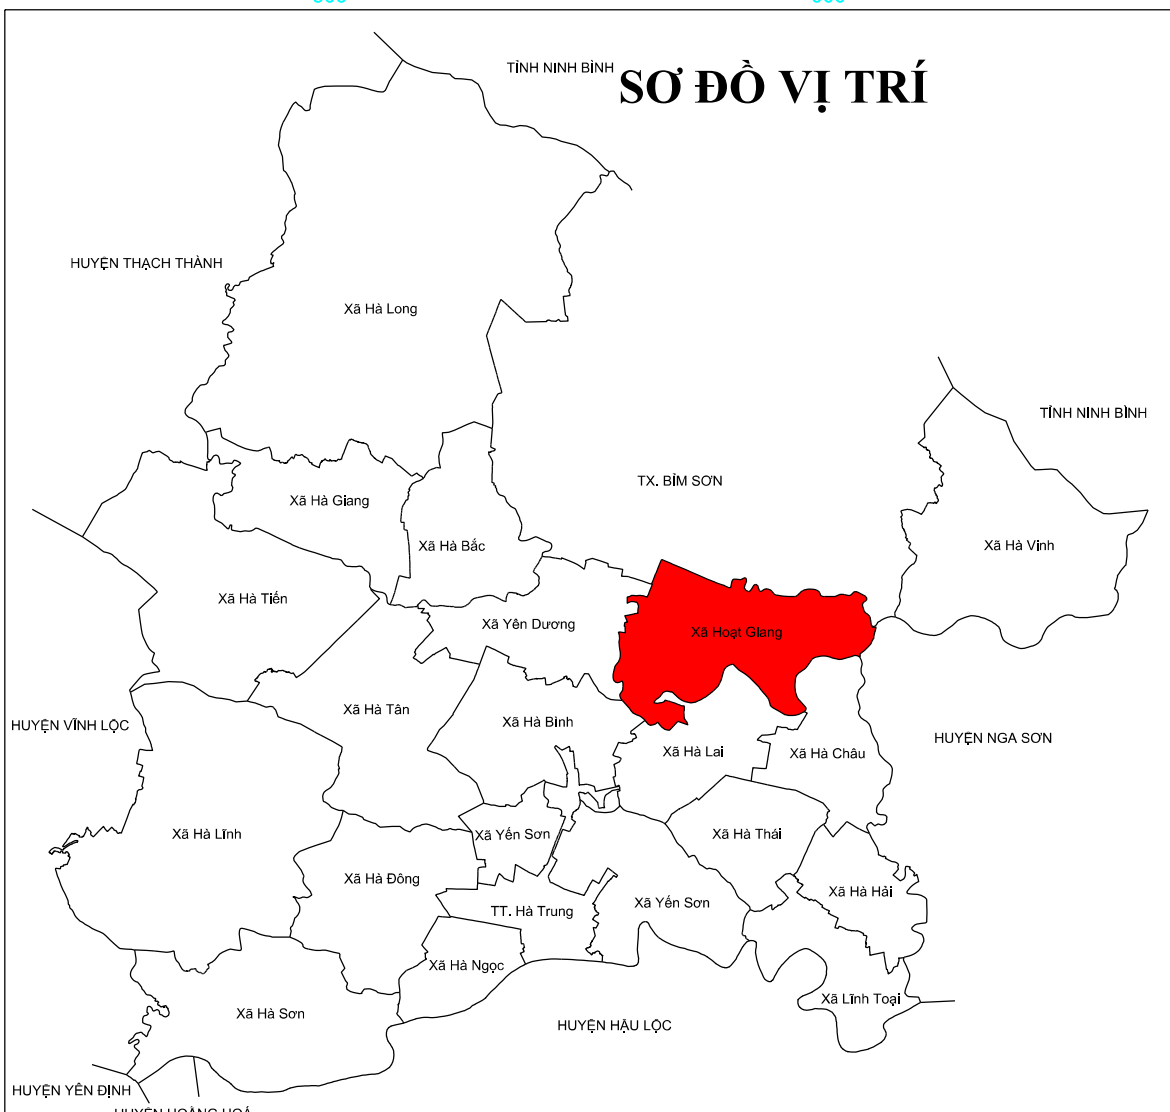 TỈNH NINH BÌNH
SƠ ĐỒ VỊ TRÍ
HUYỆN THẠCH THÀNH
Xã Hà Long
TỈNH NINH BÌNH
TX. BỈM SƠN
Xã Hà Giang
Xã Hà Bắc
Xã Hà Vinh
Xã Hà Tiến
Xã Yên Dương
Xã Hoạt Giang
Xã Hà Tân
Xã Hà Bình
HUYỆN VĨNH LỘC
HUYỆN NGA SƠN
Xã Hà Lai
Xã Hà Châu
Xã Hà Lĩnh
Xã Yến Sơn
Xã Hà Thái
Xã Hà Đông
Xã Hà Hải
TT. Hà Trung
Xã Yến Sơn
Xã Hà Ngọc
Xã Lĩnh Toại
Xã Hà Sơn
HUYỆN HẬU LỘC
HUYỆN YÊN ĐỊNH
HUYỆN HOẰNG HOÁ